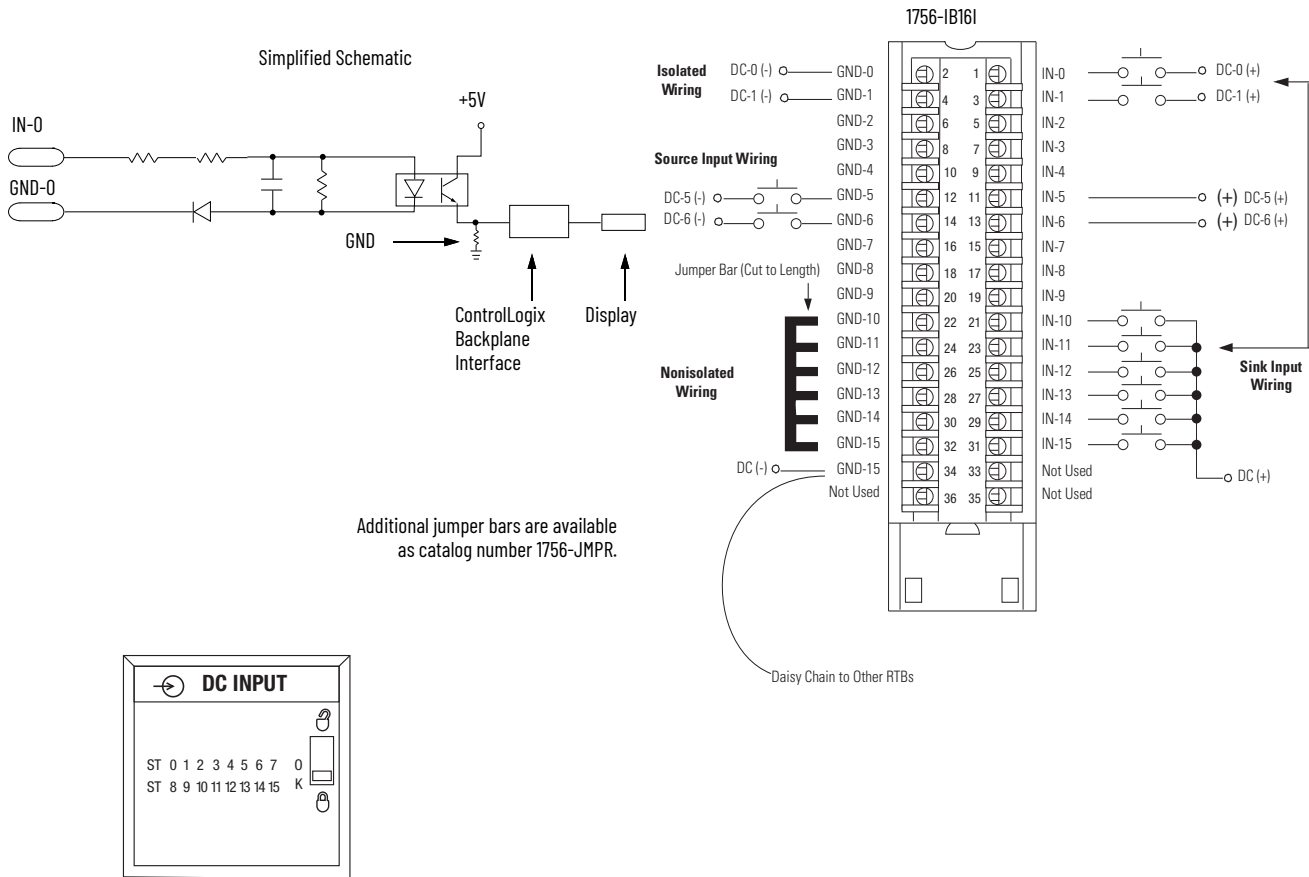 1756-IB16I
Simplified Schematic
+5V
IN-0
GND-0
GND
ControlLogix
Backplane
Interface
Display
Isolated
Wiring
DC-0 (-)
DC-1 (-)
Source Input Wiring
DC-5 (-)
DC-6 (-)
Jumper Bar (Cut to Length)
Nonisolated
Wiring
DC (-)
GND-0 2 1 IN-0
GND-1 4 3 IN-1
GND-2 6 5 IN-2
GND-3 8 7 IN-3
GND-4 10 9 IN-4
GND-5 12 11 IN-5
GND-6 14 13 IN-6
GND-7 16 15 IN-7
GND-8 18 17 IN-8
GND-9 20 19 IN-9
GND-10 22 21 IN-10
GND-11 24 23 IN-11
GND-12 26 25 IN-12
GND-13 28 27 IN-13
GND-14 30 29 IN-14
GND-15 32 31 IN-15
GND-15 34 33 Not Used
Not Used 36 35 Not Used
DC-0 (+)
DC-1 (+)
(+) DC-5 (+)
(+) DC-6 (+)
Sink Input
Wiring
DC (+)
Additional jumper bars are available
as catalog number 1756-JMPR.
Daisy Chain to Other RTBs
DC INPUT
ST 0 1 2 3 4 5 6 7 O
ST 8 9 10 11 12 13 14 15 K